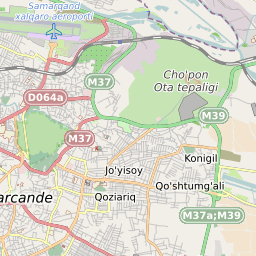 Samarqand
xalqaro aeroporti
M37
Cho'pon
Ota tepaligi
D064a
M39
M37
Konigil
Jo'yisoy
Qo'shtumg'ali
arcande
Qoziariq
M37a;M39